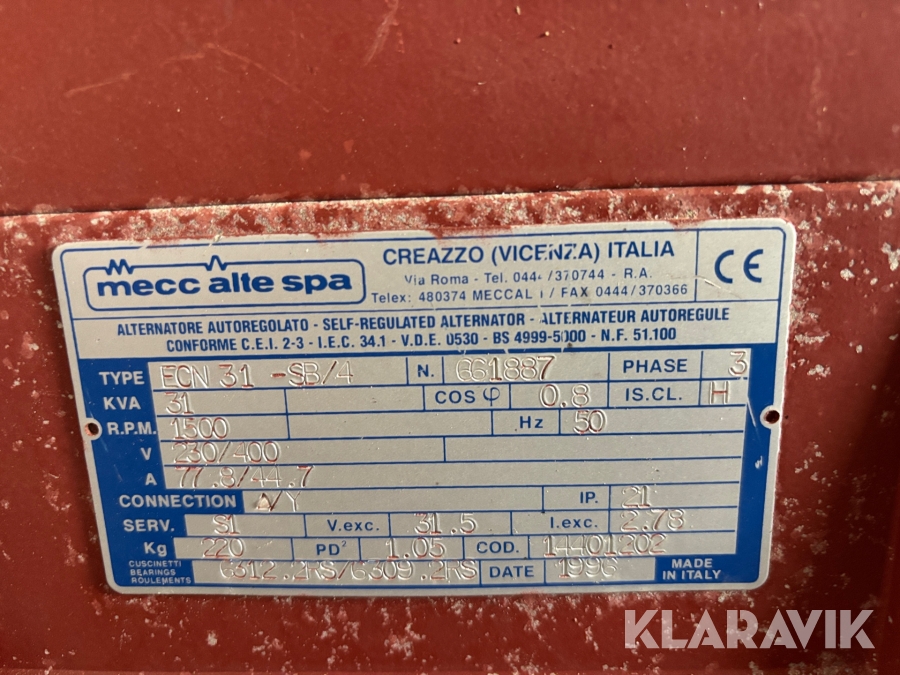 mecc alte spa
CREAZZO (VICENZA) ITALIA
Via Roma - Tel. 0444/370744 - R.A.
Telex: 480374 MECCAL I / FAX 0444/370366
CE
ALTERNATORE AUTOREGOLATO - SELF-REGULATED ALTERNATOR - ALTERNATEUR AUTOREGULE
CONFORME C.E.I. 2-3 - I.E.C. 34.1 - V.D.E. 0530 - BS 4999-5000 - N.F. 51.100
TYPE ECN 31 -SB/4 N. 661887 PHASE 3
KVA 31 COS φ 0,8 IS.CL. H
R.P.M. 1500 Hz 50
V 230/400
A 77.8/44.7
CONNECTION Δ/Y IP. 21
SERV. S1 V.exc. 31.5 I.exc. 2.78
Kg 220 PD² 1.05 COD. 14401202
CUSCINETTI
BEARINGS
ROULEMENTS
6312.2RS/6309.2RS DATE 1996
MADE
IN ITALY
KLARAVIK